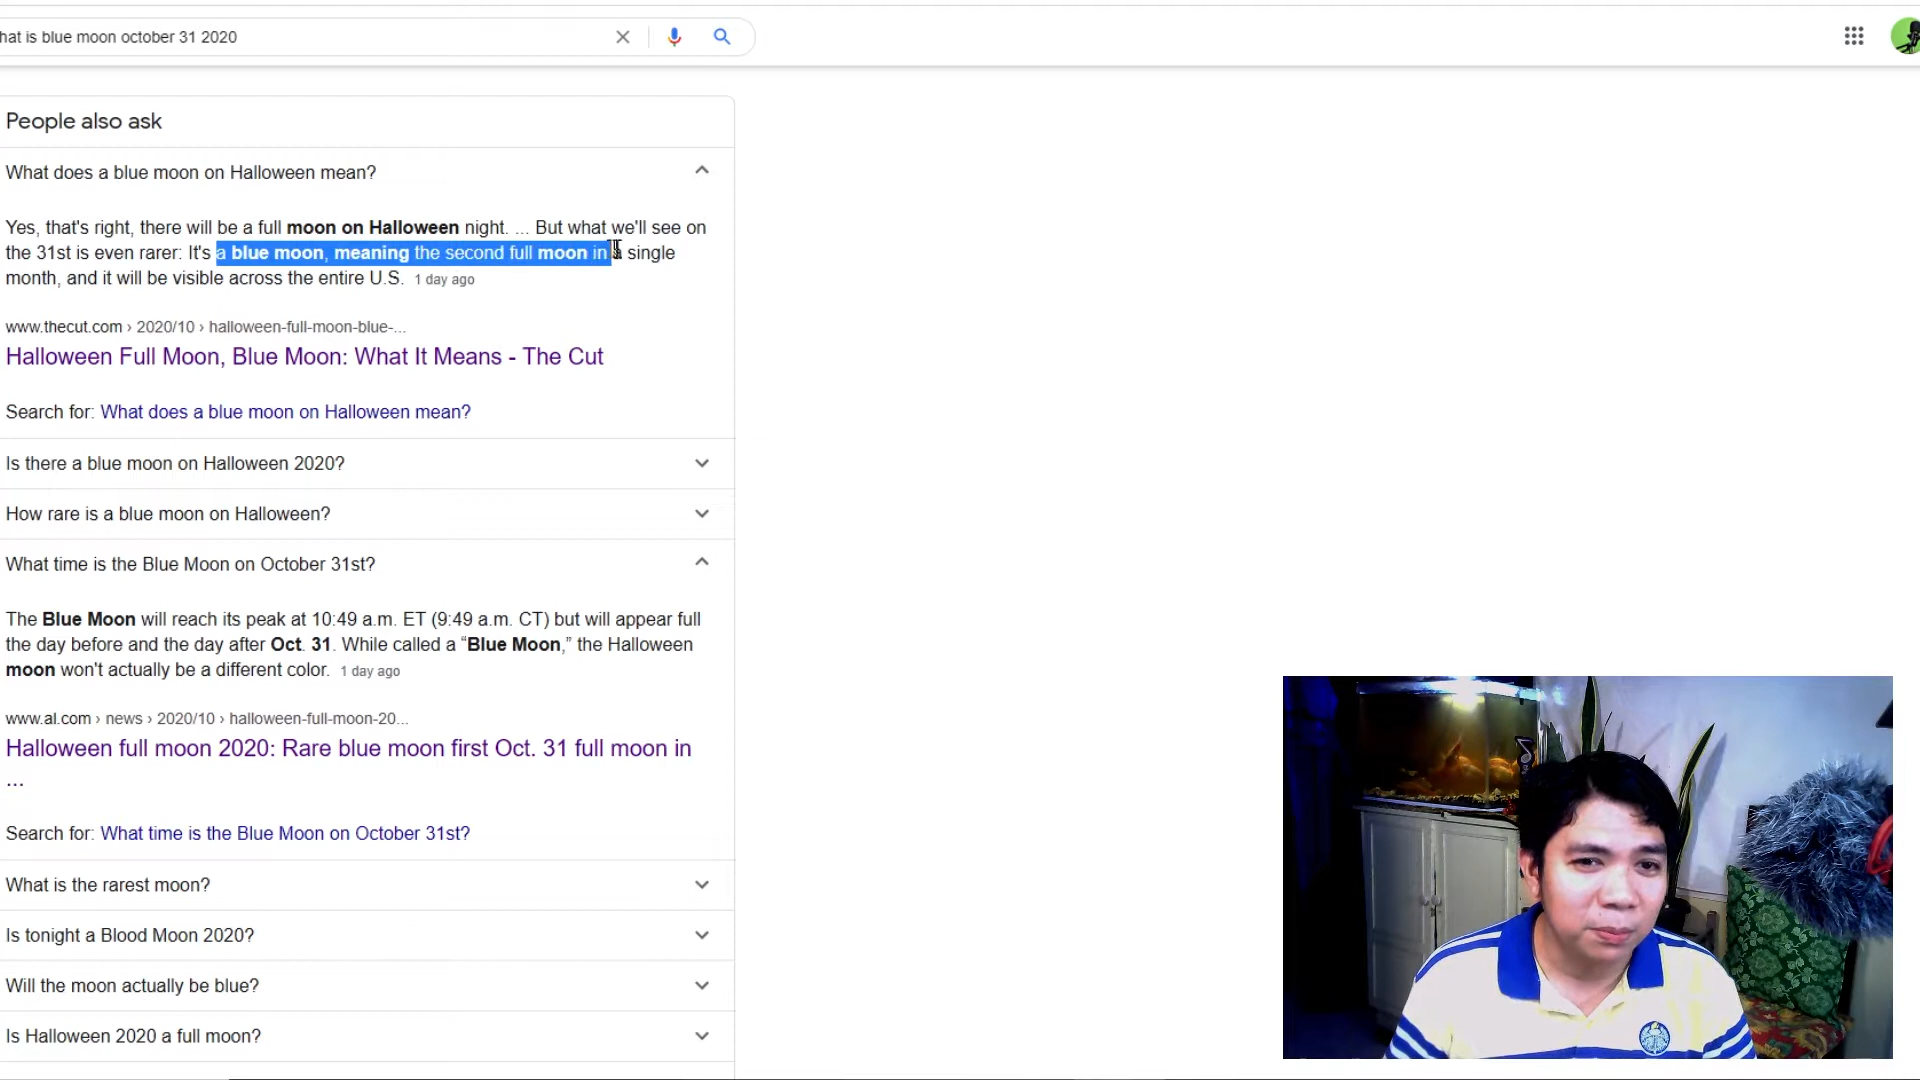 hat is blue moon october 31 2020
People also ask
What does a blue moon on Halloween mean?
Yes, that's right, there will be a full moon on Halloween night. ... But what we'll see on
the 31st is even rarer: It's a blue moon, meaning the second full moon in a single
month, and it will be visible across the entire U.S. 1 day ago
www.thecut.com › 2020/10 › halloween-full-moon-blue-...
Halloween Full Moon, Blue Moon: What It Means - The Cut
Search for: What does a blue moon on Halloween mean?
Is there a blue moon on Halloween 2020?
How rare is a blue moon on Halloween?
What time is the Blue Moon on October 31st?
The Blue Moon will reach its peak at 10:49 a.m. ET (9:49 a.m. CT) but will appear full
the day before and the day after Oct. 31. While called a “Blue Moon,” the Halloween
moon won't actually be a different color. 1 day ago
www.al.com › news › 2020/10 › halloween-full-moon-20...
Halloween full moon 2020: Rare blue moon first Oct. 31 full moon in
...
Search for: What time is the Blue Moon on October 31st?
What is the rarest moon?
Is tonight a Blood Moon 2020?
Will the moon actually be blue?
Is Halloween 2020 a full moon?